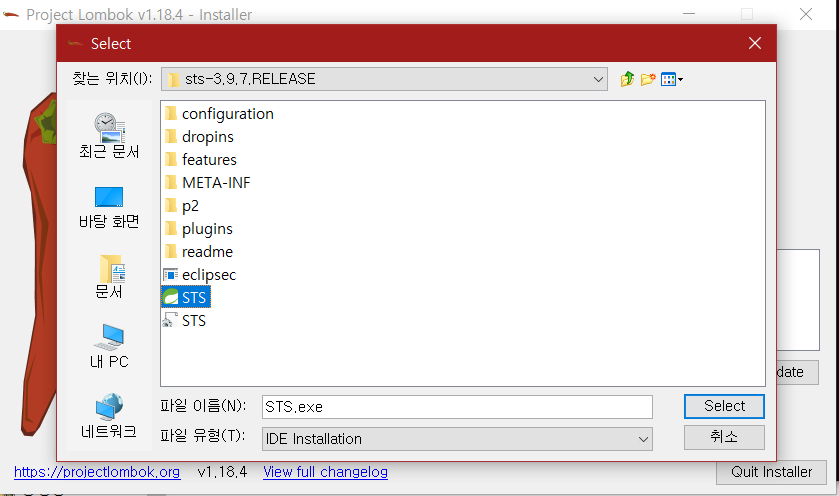 Project Lombok v1.18.4 - Installer
Select
찾는 위치(I):
sts-3.9.7.RELEASE
최근 문서
바탕 화면
문서
내 PC
네트워크
configuration
dropins
features
META-INF
p2
plugins
readme
eclipsec
STS
STS
date
파일 이름(N):
STS.exe
Select
파일 유형(T):
IDE Installation
취소
https://projectlombok.org
v1.18.4
View full changelog
Quit Installer